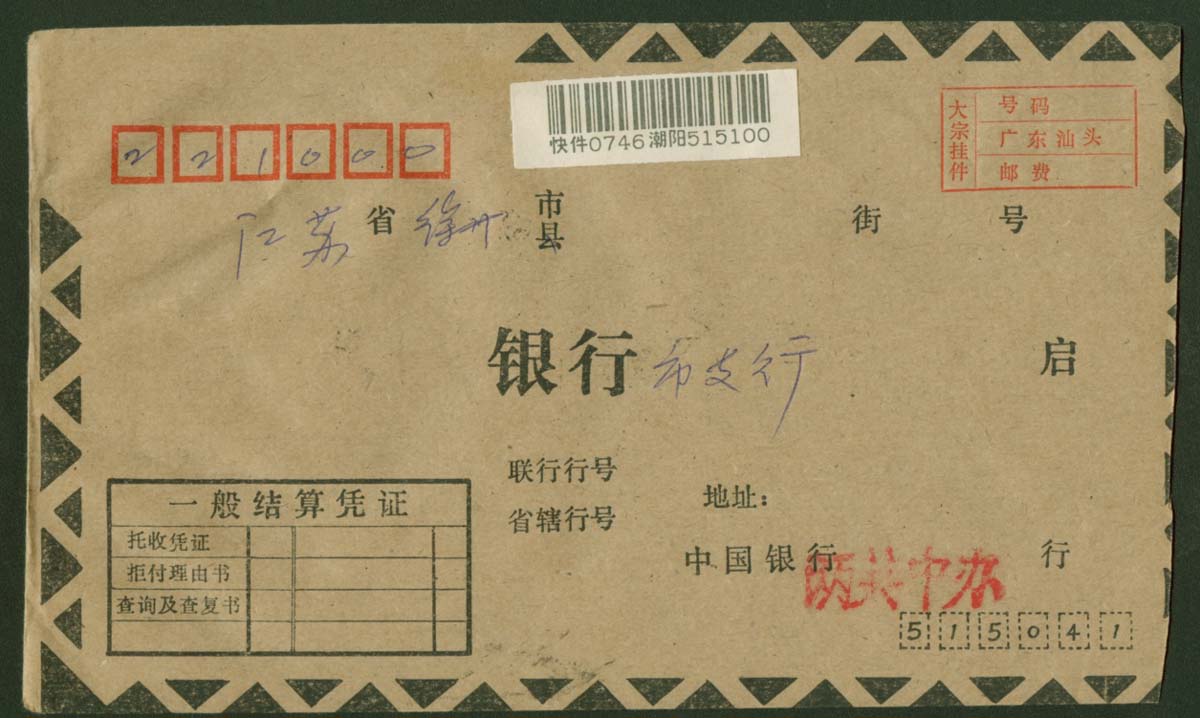 快件0746潮阳515100
大宗挂件
号码
广东汕头
邮费
221000
江苏省徐州市县 街 号
银行市支行 启
联行行号
省辖行号
地址:
中国银行 办 行
515041
一般结算凭证
托收凭证
拒付理由书
查询及查复书